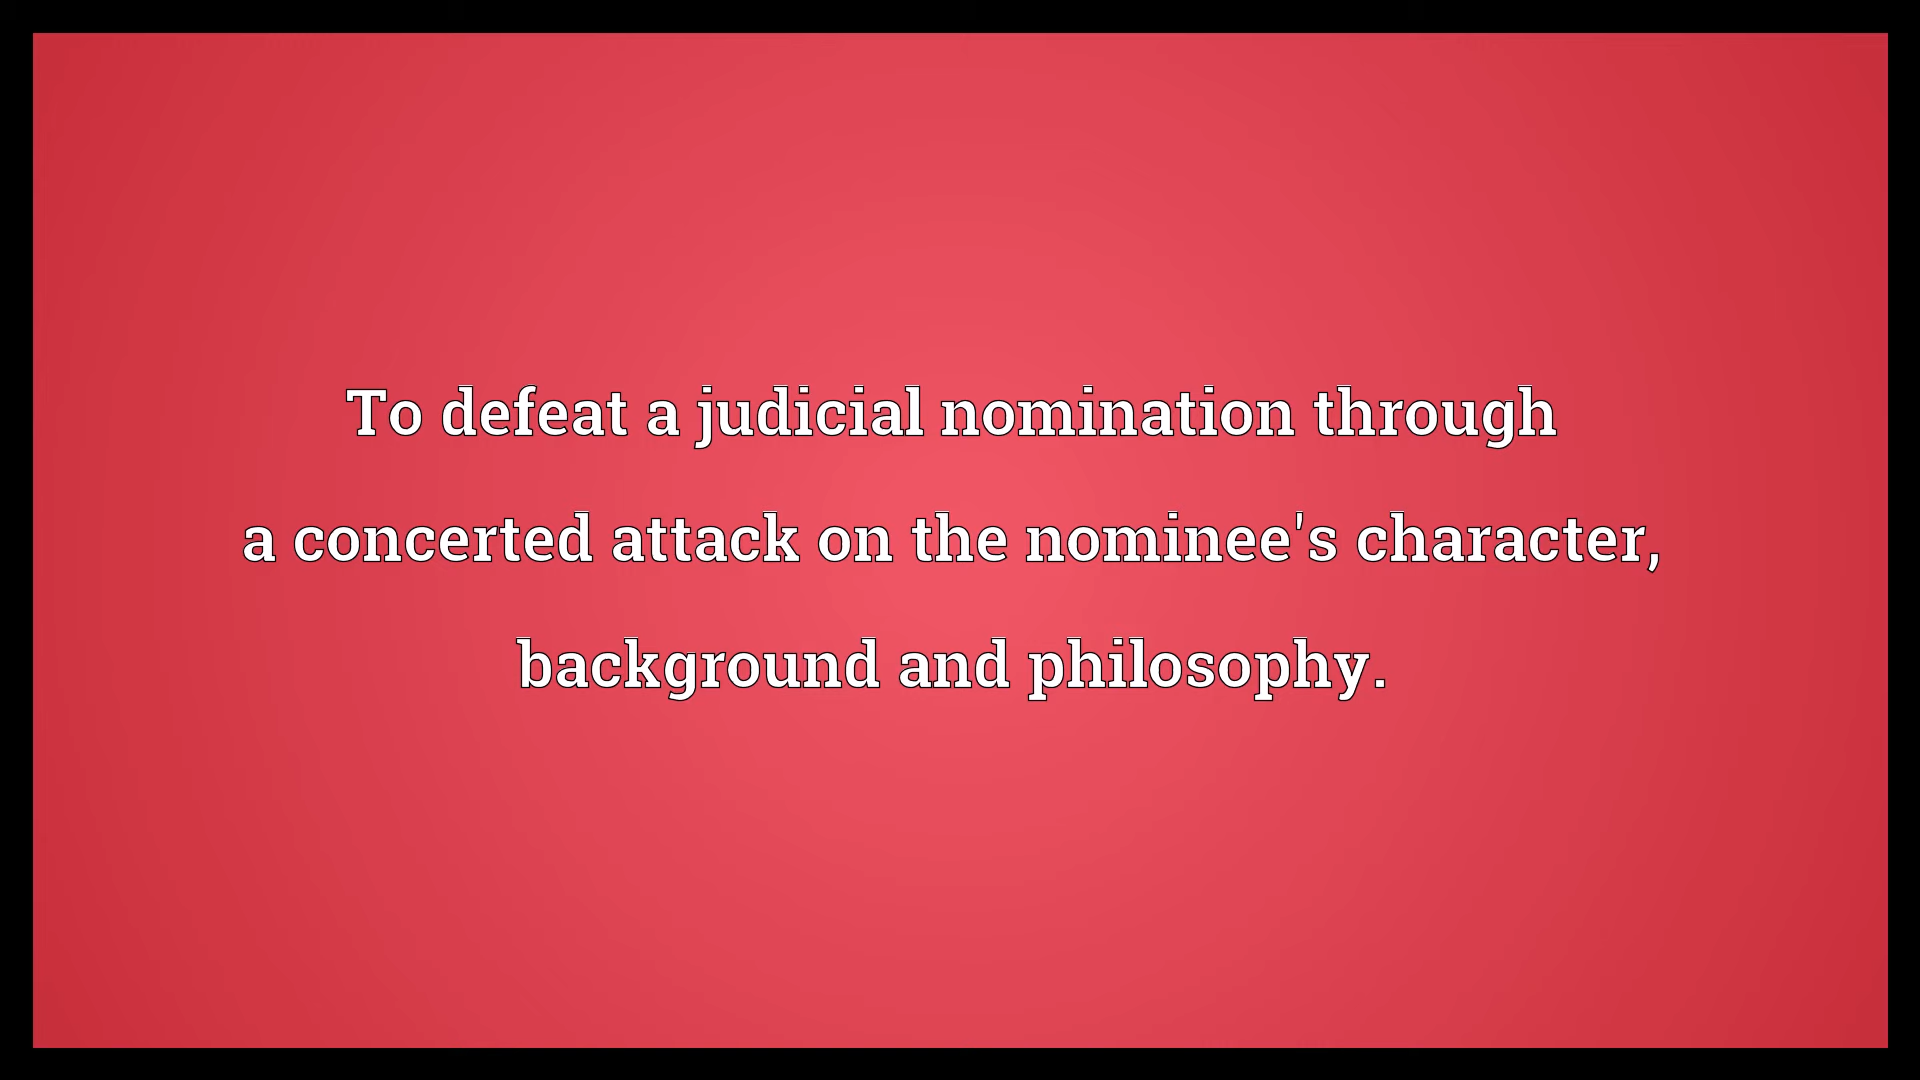 To defeat a judicial nomination through
a concerted attack on the nominee's character,
background and philosophy.